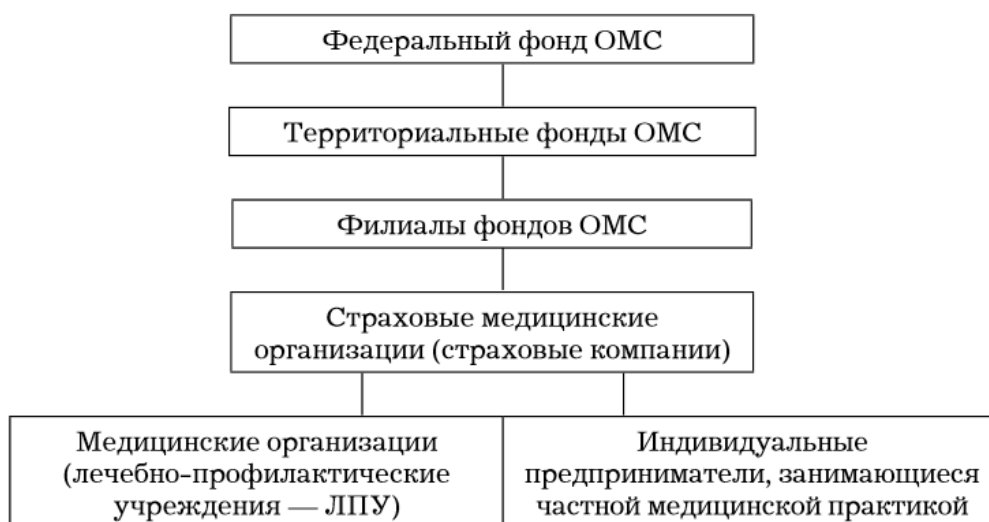 Федеральный фонд ОМС
Территориальные фонды ОМС
Филиалы фондов ОМС
Страховые медицинские
организации (страховые компании)
Медицинские организации
(лечебно-профилактические
учреждения — ЛПУ)
Индивидуальные
предприниматели, занимающиеся
частной медицинской практикой